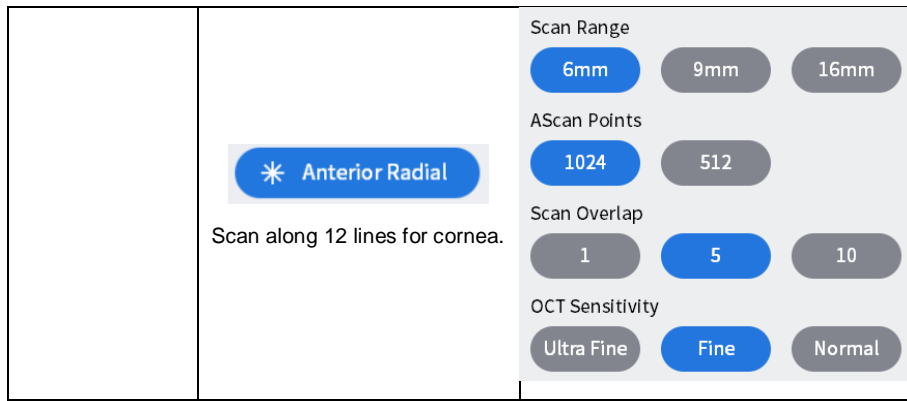 Anterior Radial
Scan along 12 lines for cornea.
Scan Range
6mm 9mm 16mm
AScan Points
1024 512
Scan Overlap
1 5 10
OCT Sensitivity
Ultra Fine Fine Normal